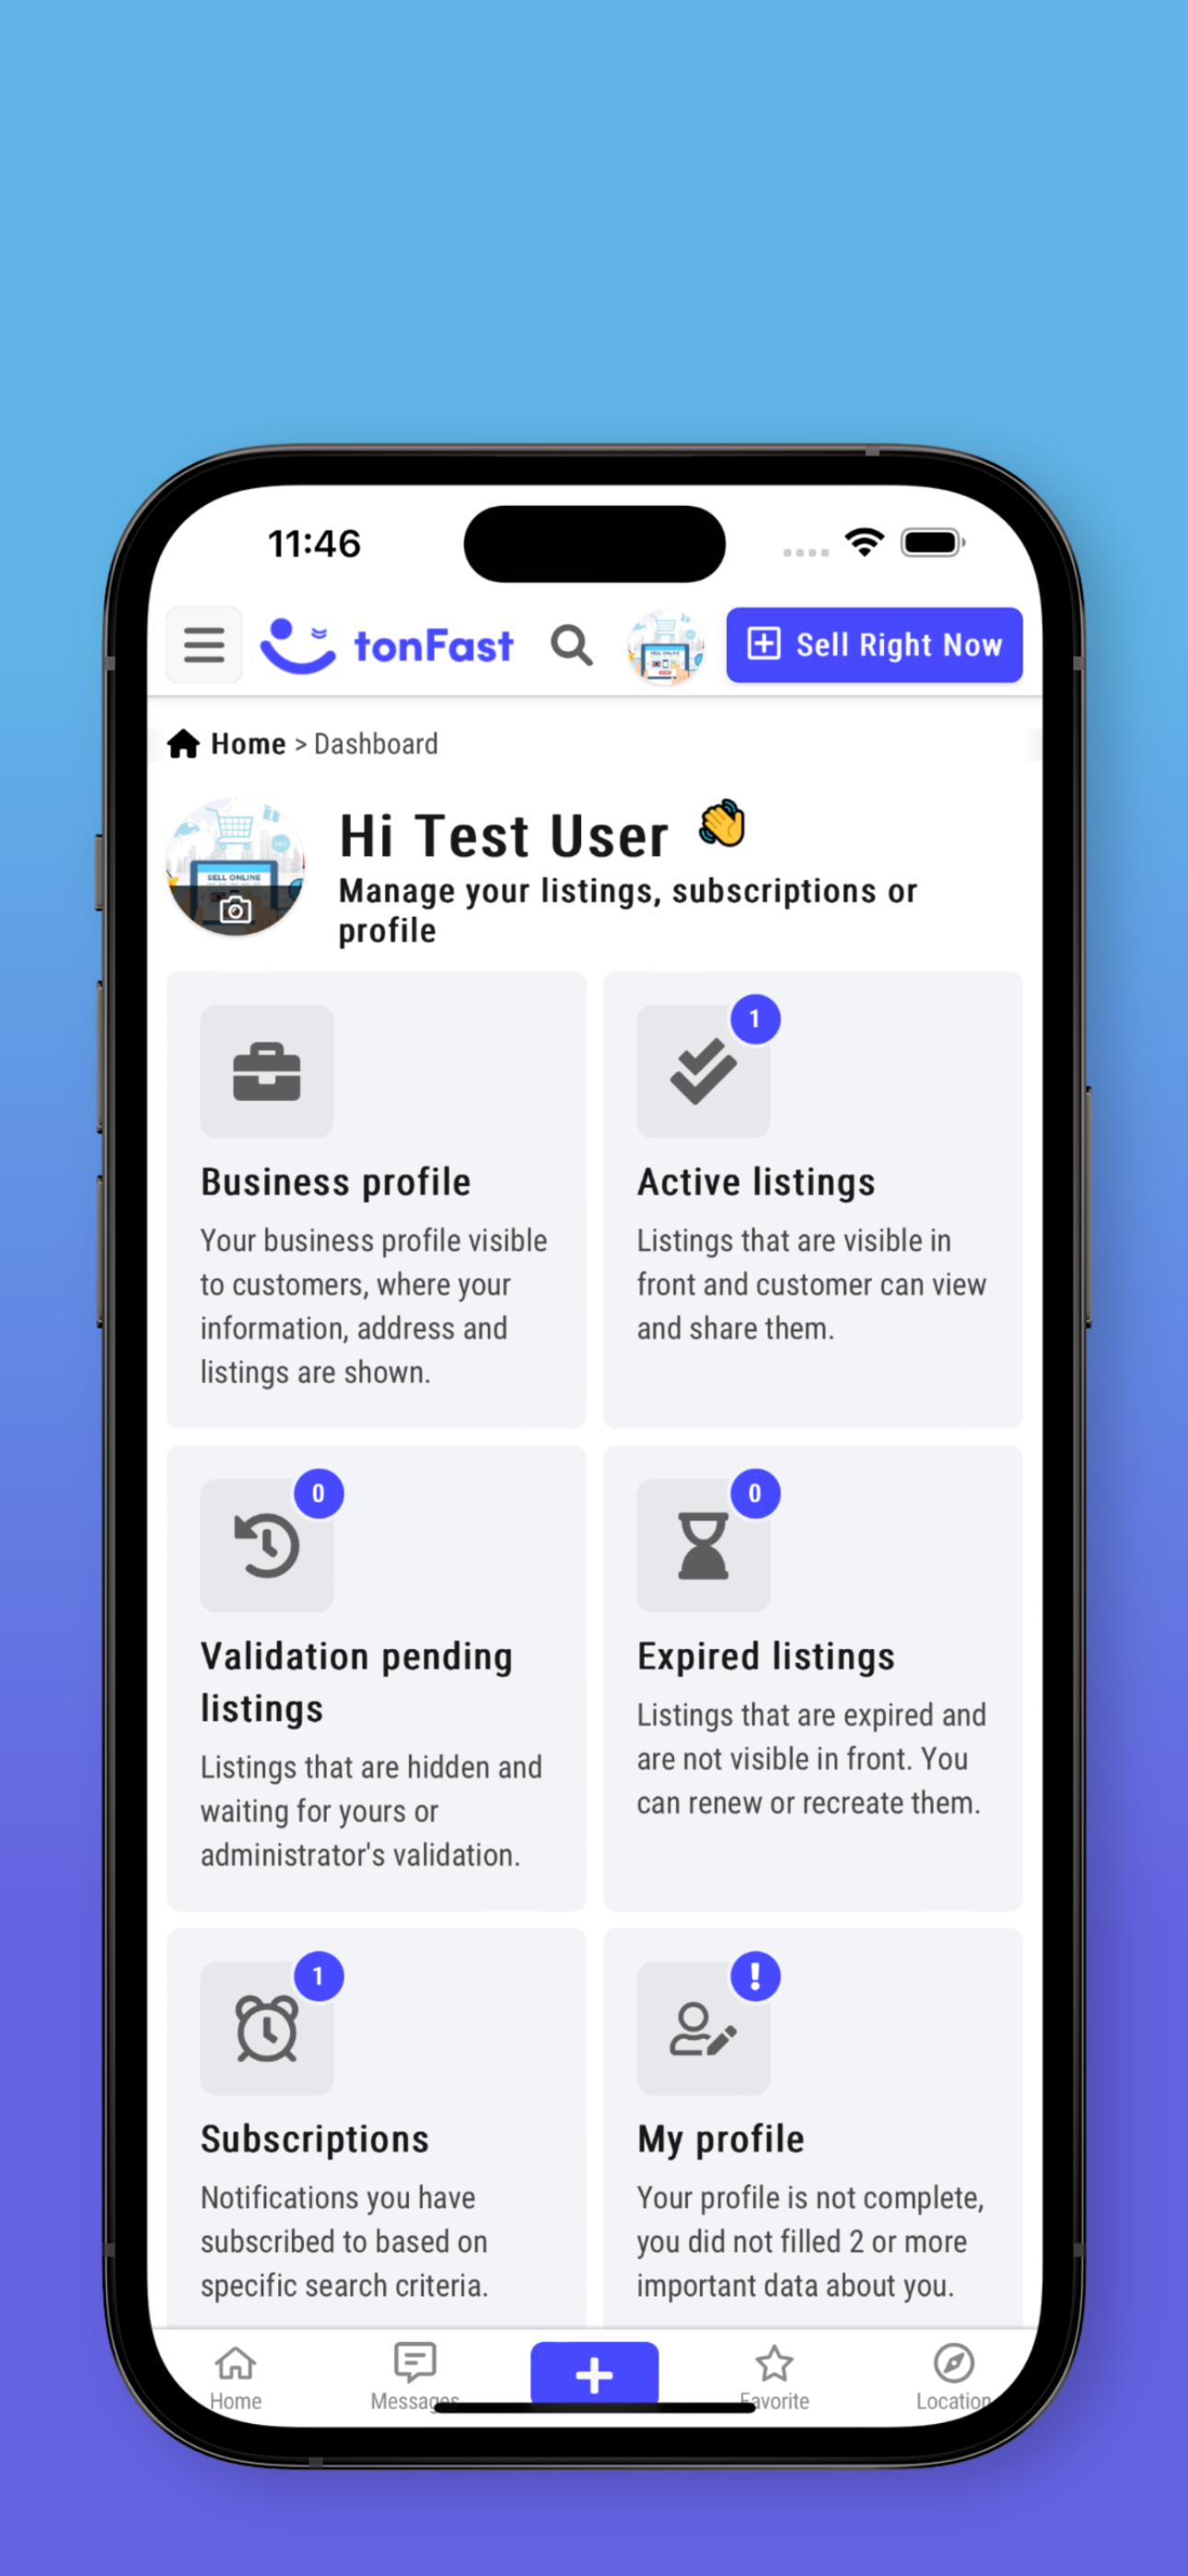 11:46
tonFast
Sell Right Now
Home > Dashboard
SELL ONLINE
Hi Test User
Manage your listings, subscriptions or
profile
Business profile
Your business profile visible
to customers, where your
information, address and
listings are shown.
1
Active listings
Listings that are visible in
front and customer can view
and share them.
0
Validation pending
listings
Listings that are hidden and
waiting for yours or
administrator's validation.
0
Expired listings
Listings that are expired and
are not visible in front. You
can renew or recreate them.
1
Subscriptions
Notifications you have
subscribed to based on
specific search criteria.
!
My profile
Your profile is not complete,
you did not filled 2 or more
important data about you.
Home
Messages
Favorite
Location